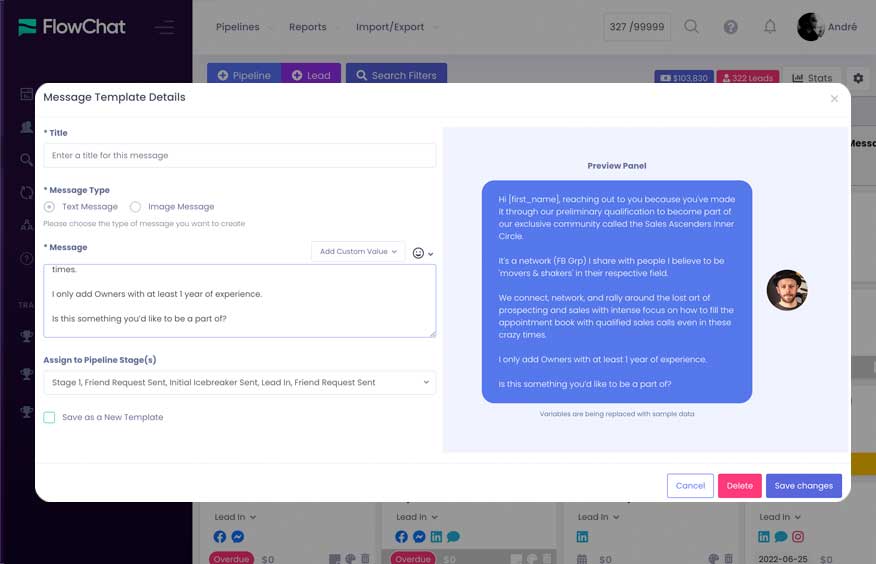 FlowChat
Pipelines
Reports
Import/Export
327 /99999
André
Pipeline
Lead
Search Filters
$103,830
322 Leads
Stats
Message Template Details
* Title
Enter a title for this message
* Message Type
Text Message
Image Message
Please choose the type of message you want to create
* Message
Add Custom Value
times.
I only add Owners with at least 1 year of experience.
Is this something you'd like to be a part of?
Assign to Pipeline Stage(s)
Stage 1, Friend Request Sent, Initial Icebreaker Sent, Lead In, Friend Request Sent
Save as a New Template
Preview Panel
Hi [first_name], reaching out to you because you've made
it through our preliminary qualification to become part of
our exclusive community called the Sales Ascenders Inner
Circle.
It's a network (FB Grp) I share with people I believe to be
'movers & shakers' in their respective field.
We connect, network, and rally around the lost art of
prospecting and sales with intense focus on how to fill the
appointment book with qualified sales calls even in these
crazy times.
I only add Owners with at least 1 year of experience.
Is this something you'd like to be a part of?
Variables are being replaced with sample data
Cancel
Delete
Save changes
TRA
Lead In
Lead In
Lead In
Lead In
Overdue $0
Overdue $0
$0
2022-06-25 $0